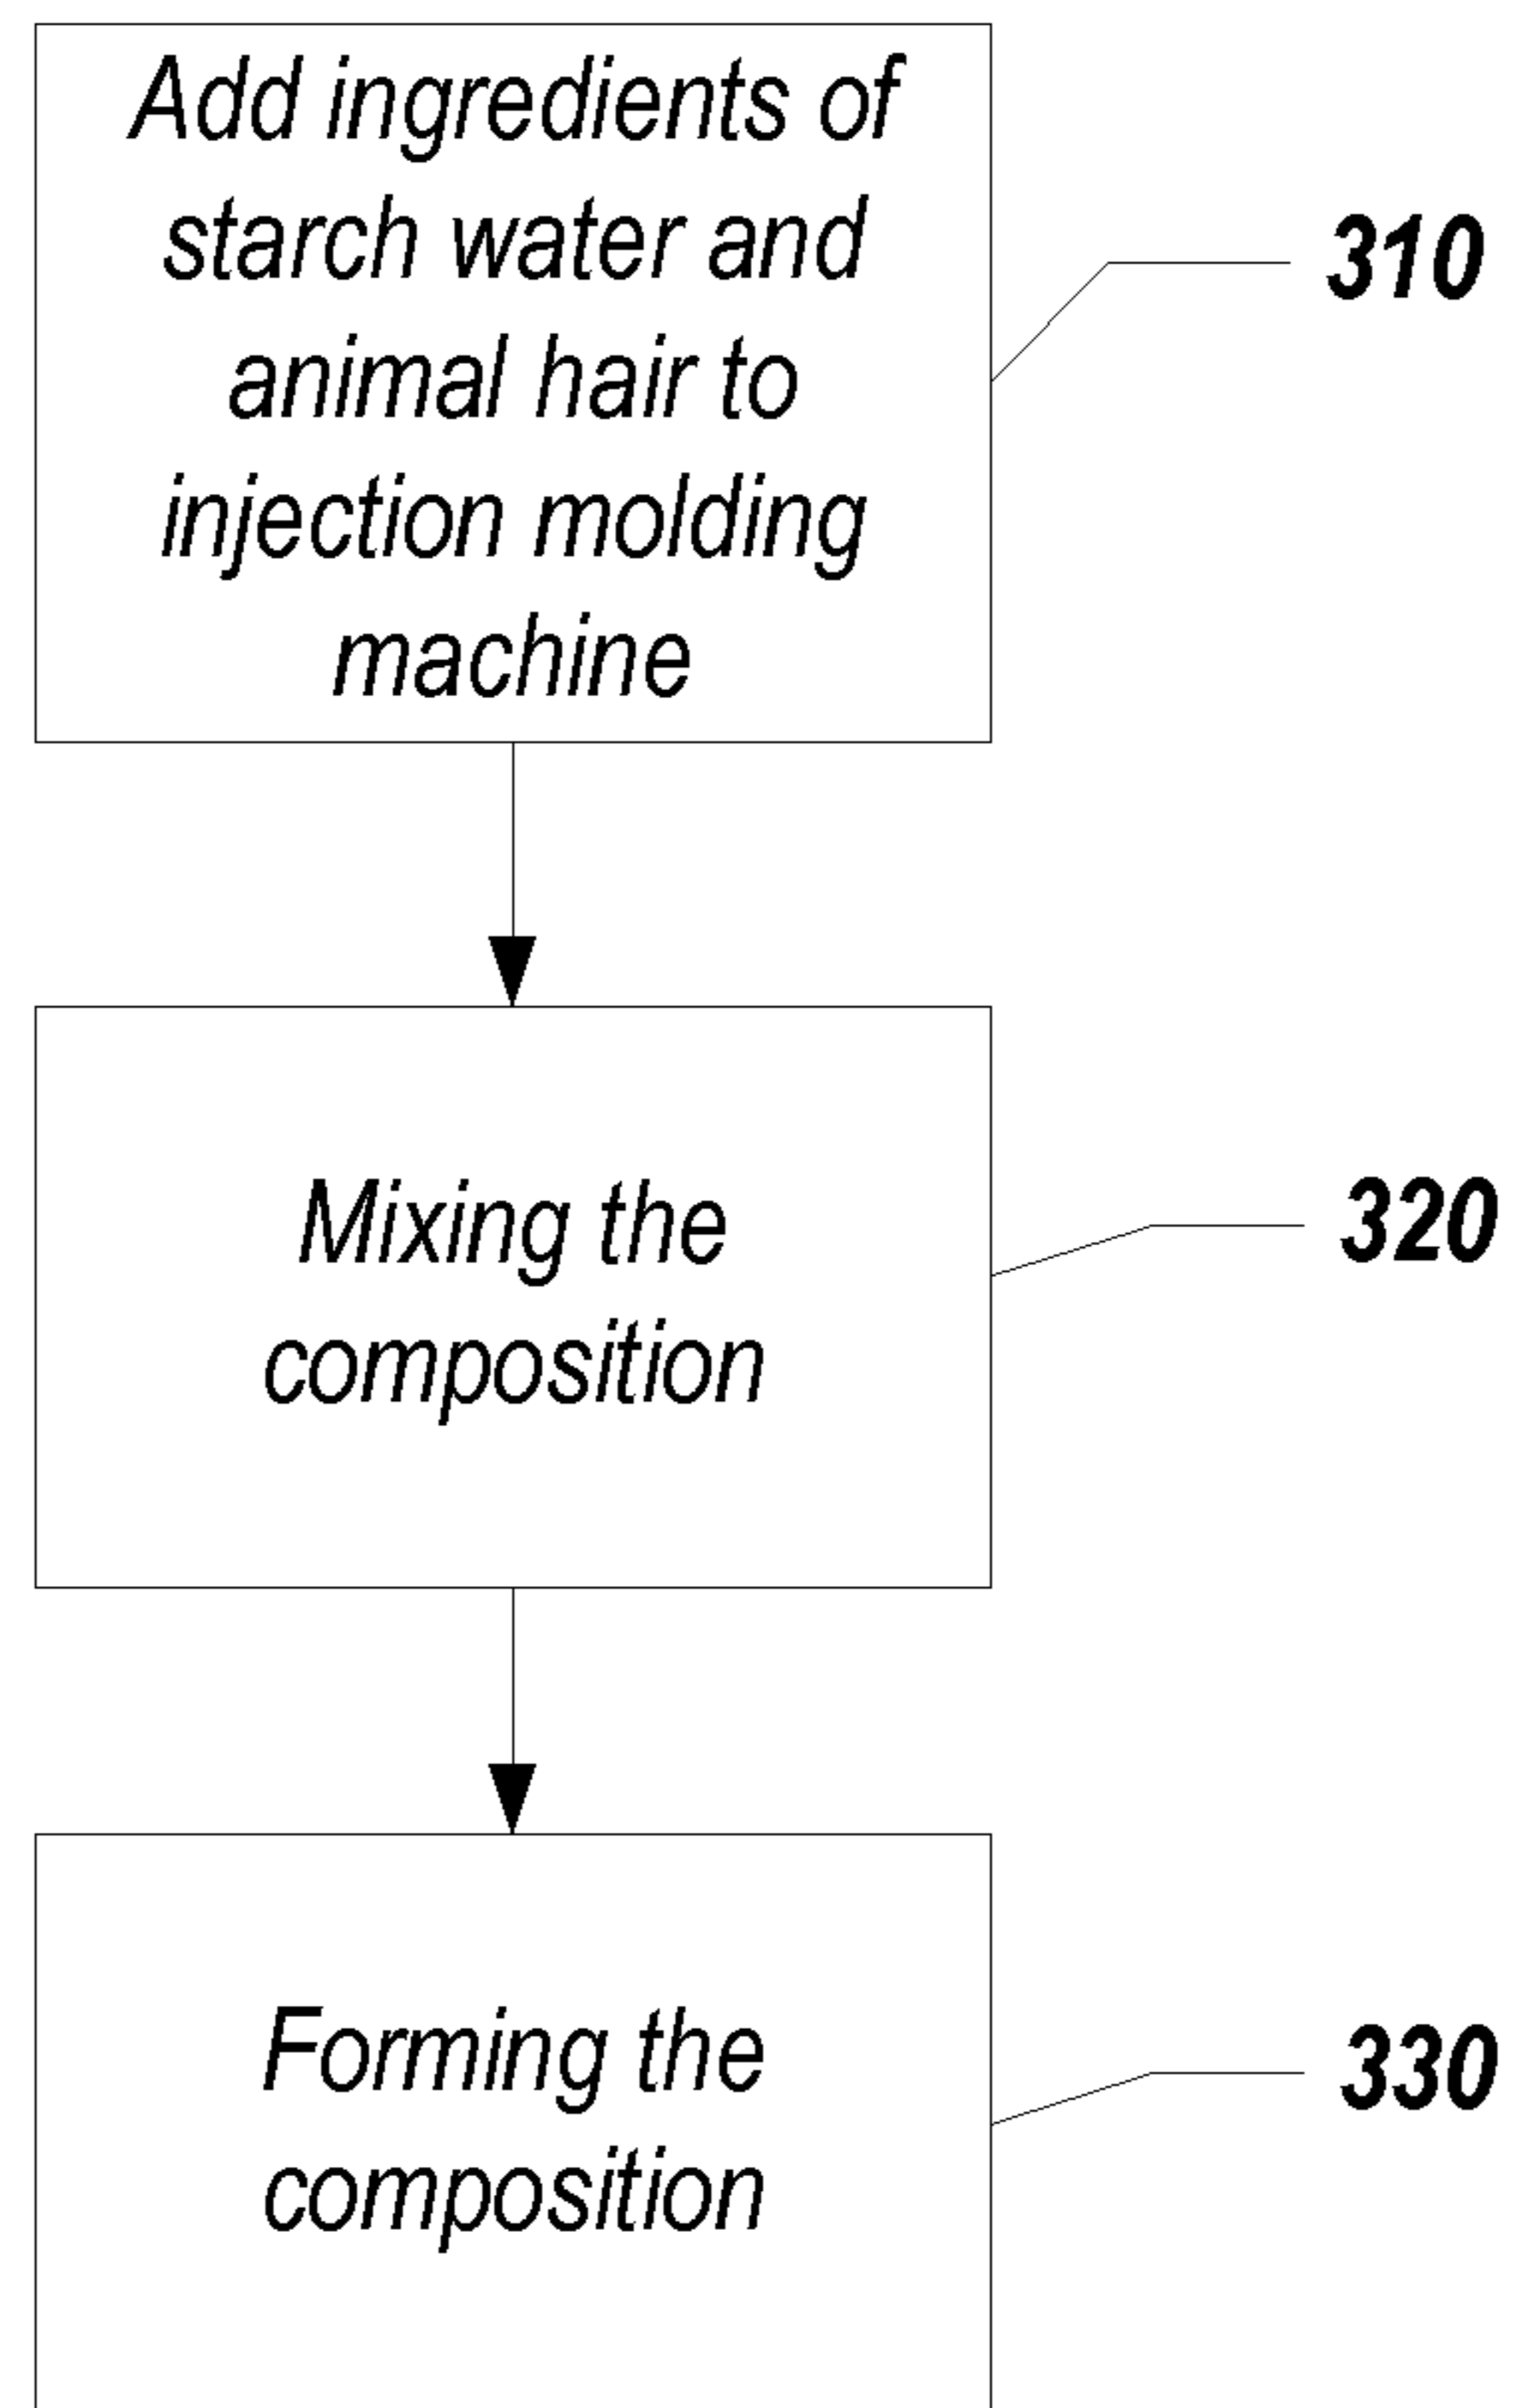 Add ingredients of
starch water and
animal hair to
injection molding
machine
310
Mixing the
composition
320
Forming the
composition
330